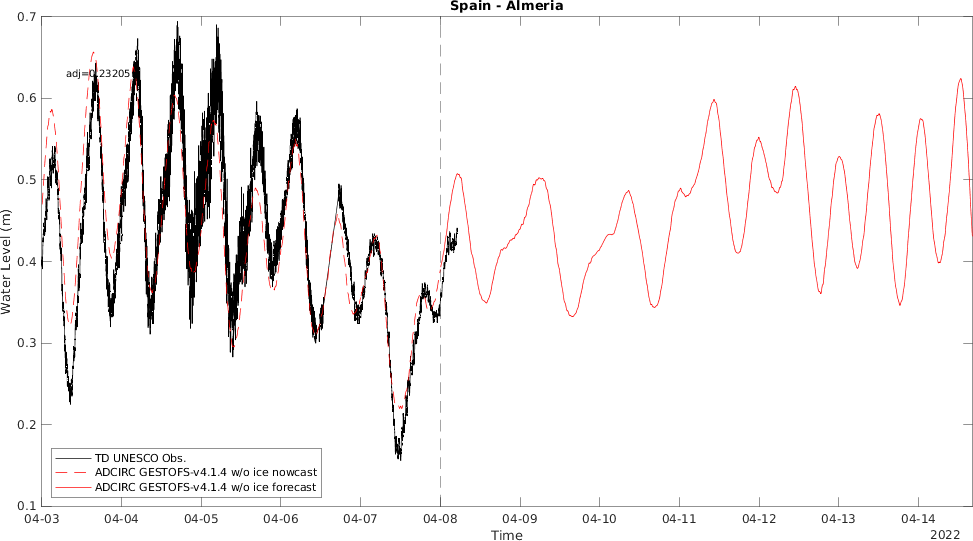 Spain - Almeria
0.7
0.6
0.5
0.4
0.3
0.2
0.1
Water Level (m)
adj=0.23205
TD UNESCO Obs.
ADCIRC GESTOFS-v4.1.4 w/o ice nowcast
ADCIRC GESTOFS-v4.1.4 w/o ice forecast
04-03 04-04 04-05 04-06 04-07 04-08 04-09 04-10 04-11 04-12 04-13 04-14
Time
2022